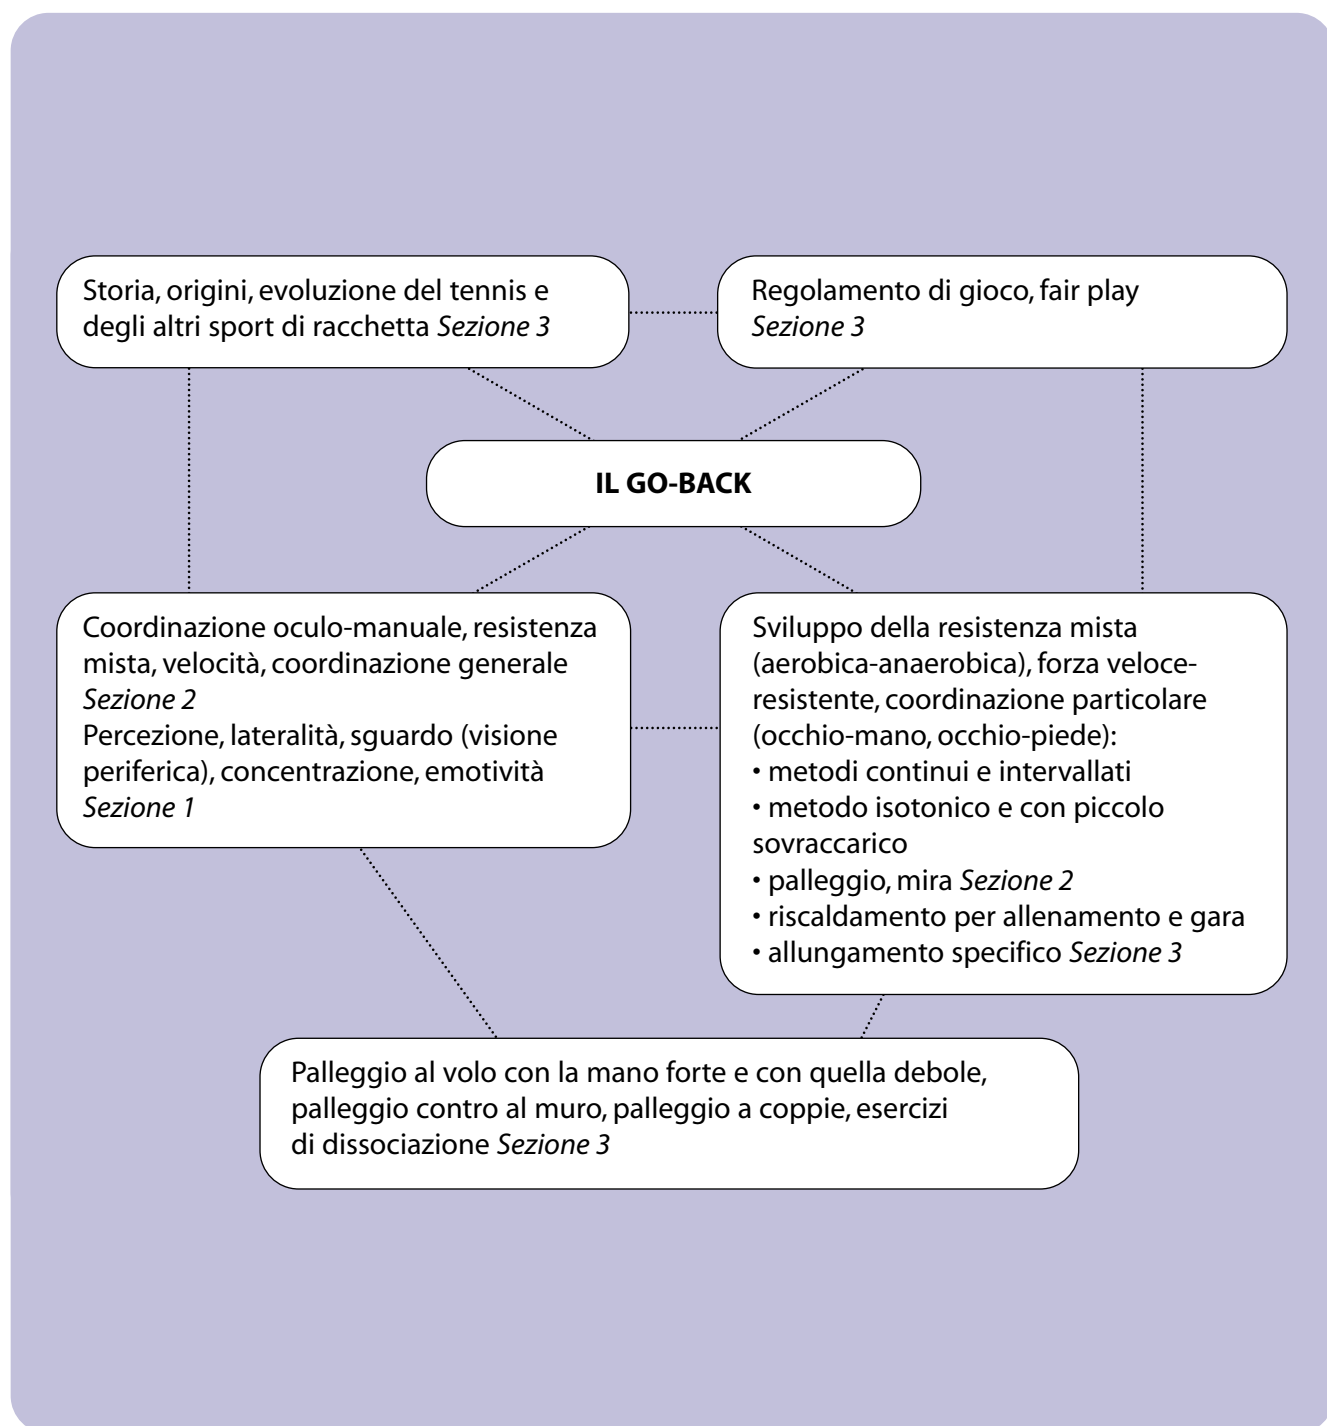 Storia, origini, evoluzione del tennis e
degli altri sport di racchetta Sezione 3
Regolamento di gioco, fair play
Sezione 3
IL GO-BACK
Coordinazione oculo-manuale, resistenza
mista, velocità, coordinazione generale
Sezione 2
Percezione, lateralità, sguardo (visione
periferica), concentrazione, emotività
Sezione 1
Sviluppo della resistenza mista
(aerobica-anaerobica), forza veloce-
resistente, coordinazione particolare
(occhio-mano, occhio-piede):
• metodi continui e intervallati
• metodo isotonico e con piccolo
sovraccarico
• palleggio, mira Sezione 2
• riscaldamento per allenamento e gara
• allungamento specifico Sezione 3
Palleggio al volo con la mano forte e con quella debole,
palleggio contro al muro, palleggio a coppie, esercizi
di dissociazione Sezione 3